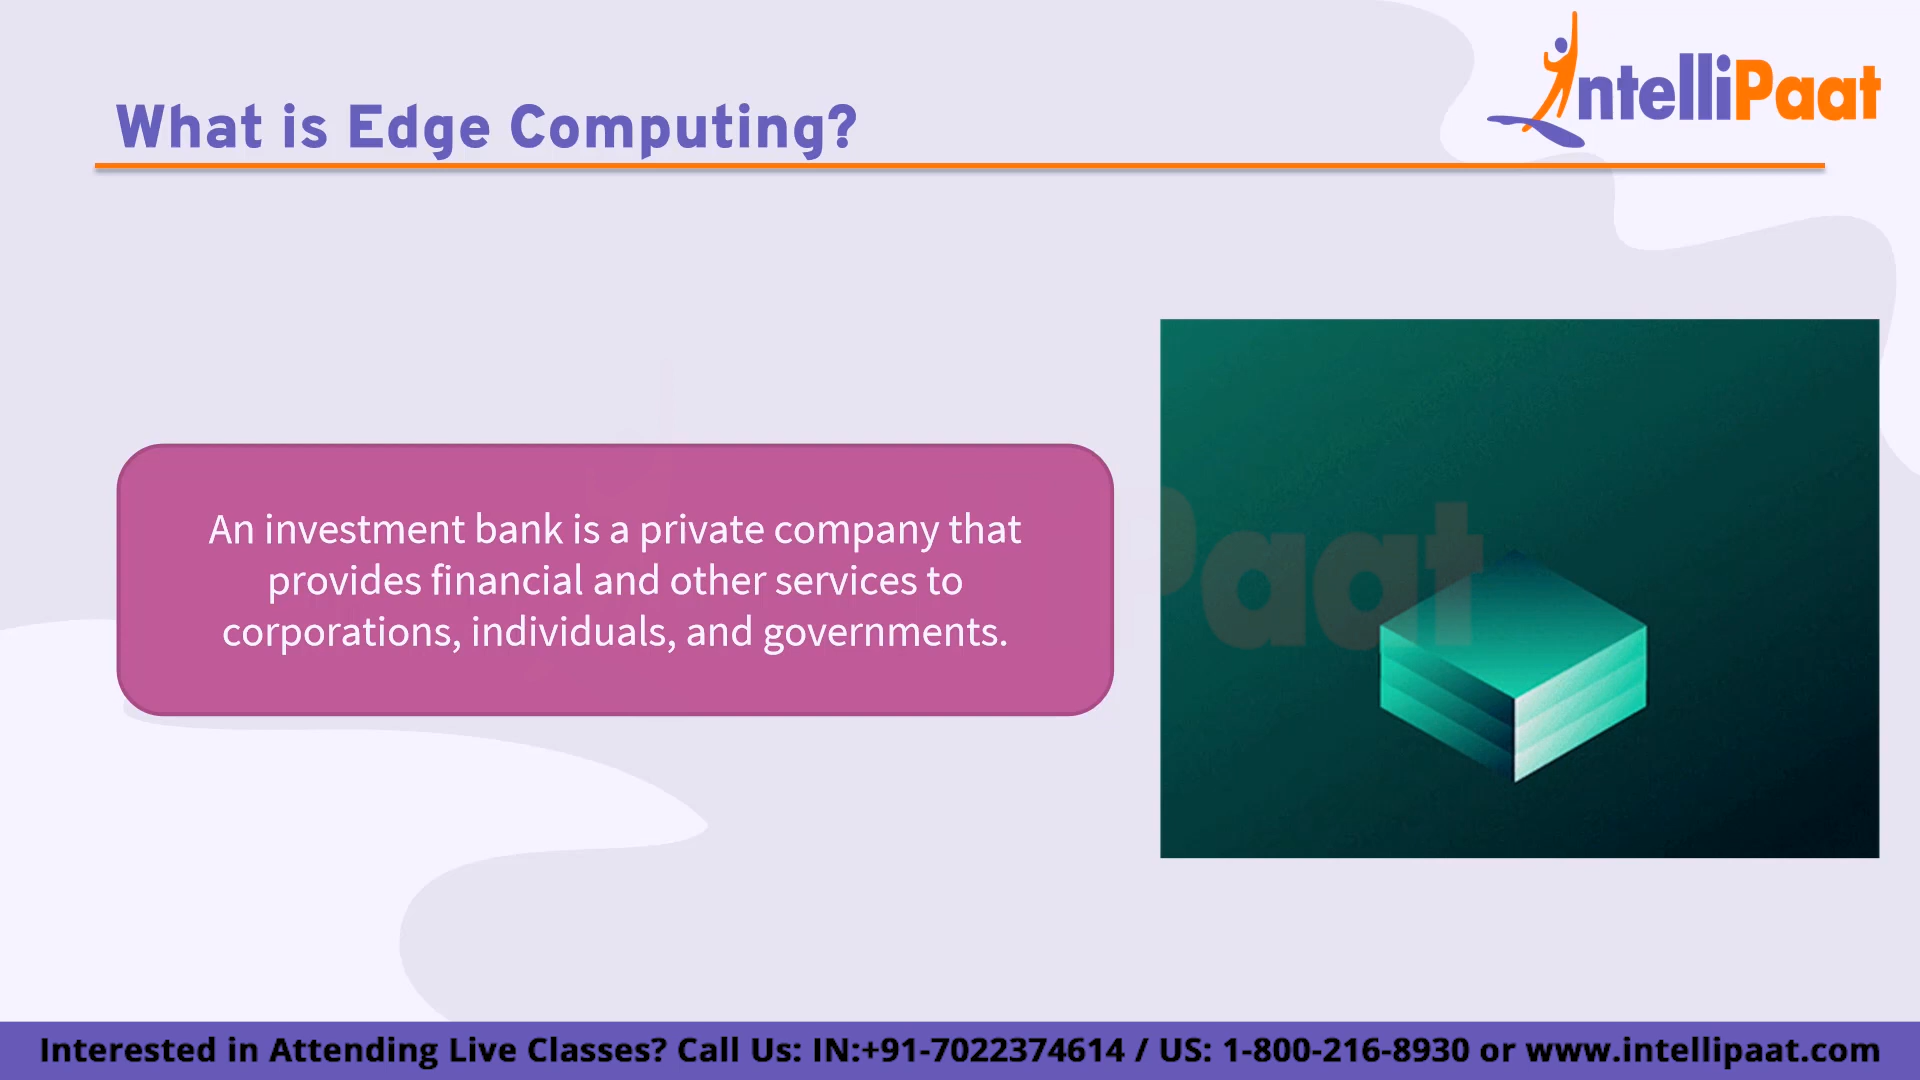 IntelliPaat
What is Edge Computing?
An investment bank is a private company that
provides financial and other services to
corporations, individuals, and governments.
Paat
Interested in Attending Live Classes? Call Us: IN:+91-7022374614 / US: 1-800-216-8930 or www.intellipaat.com